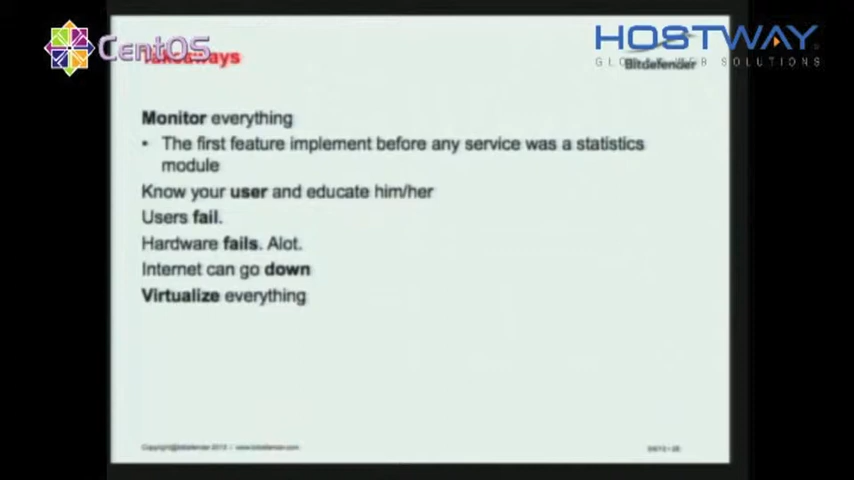 CentOS
HOSTWAY
Takeaways
Bitdefender
Monitor everything
• The first feature implement before any service was a statistics
module
Know your user and educate him/her
Users fail.
Hardware fails. Alot.
Internet can go down
Virtualize everything